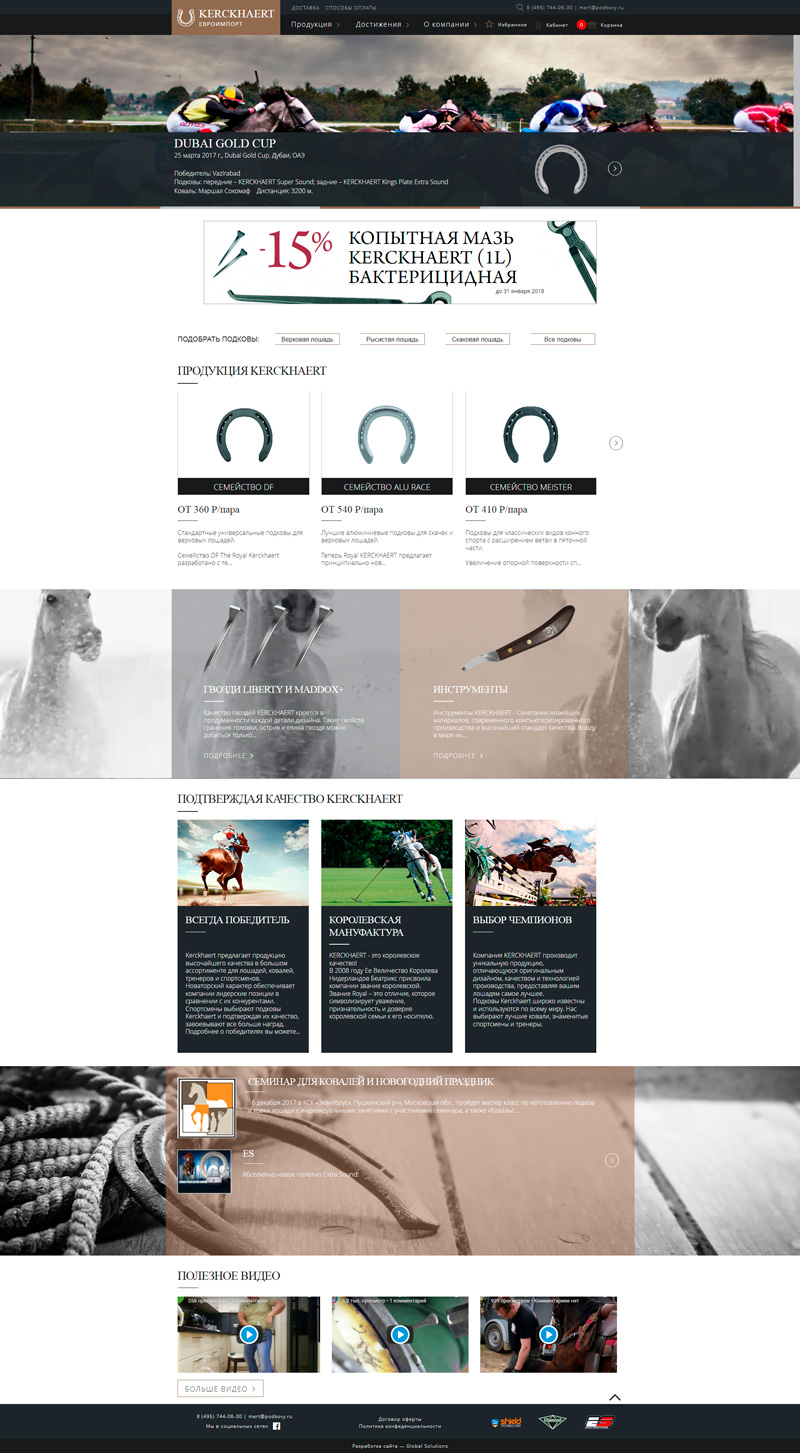 KERCKHAERT
ЕВРОИМПОРТ
ДОСТАВКА СПОСОБЫ ОПЛАТЫ
8 (495) 744-06-30 | mart@podkovy.ru
Продукция Достижения О компании Избранное Кабинет 0 Корзина
DUBAI GOLD CUP
25 марта 2017 г., Dubai Gold Cup, Дубаи, ОАЭ
Победитель: Vazirabad
Подковы: передние – KERCKHAERT Super Sound; задние – KERCKHAERT Kings Plate Extra Sound
Коваль: Маршал Сокомаф Дистанция: 3200 м.
-15%
КОПЫТНАЯ МАЗЬ
KERCKHAERT (1L)
БАКТЕРИЦИДНАЯ
до 31 января 2018
ПОДОБРАТЬ ПОДКОВЫ: Верховая лошадь Рысистая лошадь Скаковая лошадь Все подковы
ПРОДУКЦИЯ KERCKHAERT
СЕМЕЙСТВО DF
ОТ 360 Р/пара
Стандартные универсальные подковы для
верховых лошадей.
Семейство DF The Royal Kerckhaert
разработано с те...
СЕМЕЙСТВО ALU RACE
ОТ 540 Р/пара
Лучшие алюминиевые подковы для скачек и
верховых лошадей.
Теперь Royal KERCKHAERT предлагает
принципиально нов...
СЕМЕЙСТВО MEISTER
ОТ 410 Р/пара
Подковы для классических видов конного
спорта с расширением ветви в пяточной
части.
Увеличение опорной поверхности сп...
ГВОЗДИ LIBERTY И MADDOX+
Качество гвоздей KERCKHAERT кроется в
продуманности каждой детали дизайна. Таких свойств
гранения головки, острия и клина гвоздя можно
добиться только...
ПОДРОБНЕЕ
ИНСТРУМЕНТЫ
Инструменты KERCKHAERT - Сочетание новейших
материалов, современного компьютеризированного
производства и высочайший стандарт качества. Всюду
в мире их...
ПОДРОБНЕЕ
ПОДТВЕРЖДАЯ КАЧЕСТВО KERCKHAERT
ВСЕГДА ПОБЕДИТЕЛЬ
Kerckhaert предлагает продукцию
высочайшего качества в большом
ассортименте для лошадей, ковалей,
тренеров и спортсменов.
Новаторский характер обеспечивает
компании лидерские позиции в
сравнении с их конкурентами.
Спортсмены выбирают подковы
Kerckhaert и подтверждая их качество,
завоевывают все больше наград.
Подробнее о победителях вы можете...
КОРОЛЕВСКАЯ
МАНУФАКТУРА
KERCKHAERT - это королевское
качество!
В 2008 году Ее Величество Королева
Нидерландов Беатрикс присвоила
компании звание королевской.
Звание Royal – это отличие, которое
символизирует уважение,
признательность и доверие
королевской семьи к его носителю.
ВЫБОР ЧЕМПИОНОВ
Компания KERCKHAERT производит
уникальную продукцию,
отличающуюся оригинальным
дизайном, качеством и технологией
производства, предоставляя вашим
лошадям самое лучшее.
Подковы Kerckhaert широко известны
и используются по всему миру. Нас
выбирают лучшие ковали, знаменитые
спортсмены и тренеры.
СЕМИНАР ДЛЯ КОВАЛЕЙ И НОВОГОДНИЙ ПРАЗДНИК
16 декабря 2017 в КСК «Эквиторус», Пушкинский р-н, Московская обл., пройдет мастер класс по изготовлению подков
и ковки лошади с индивидуальными занятиями с участниками семинара, а также «Ковальс...
ES
Абсолютно новое полотно Extra Sound!
ПОЛЕЗНОЕ ВИДЕО
тыс. просмотр • 1 комментарий
просмотров • Комментариев нет
БОЛЬШЕ ВИДЕО
8 (495) 744-06-30 | mart@podkovy.ru
Мы в социальных сетях:
Договор оферты
Политика конфеденциальности
shield
ES
Разработка сайта — Global Solutions